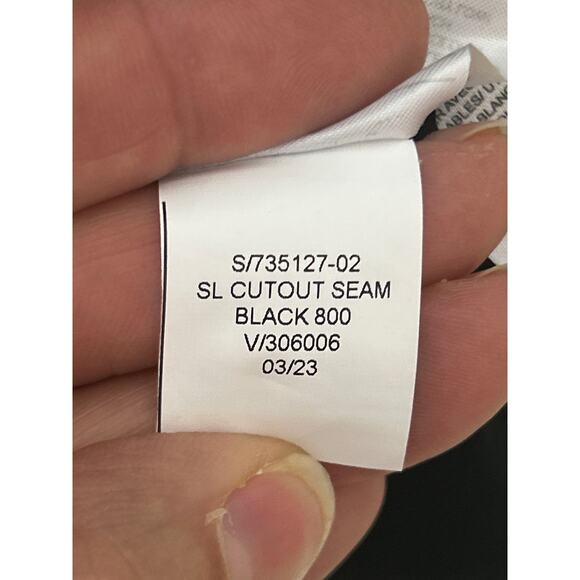 S/735127-02
SL CUTOUT SEAM
BLACK 800
V/306006
03/23